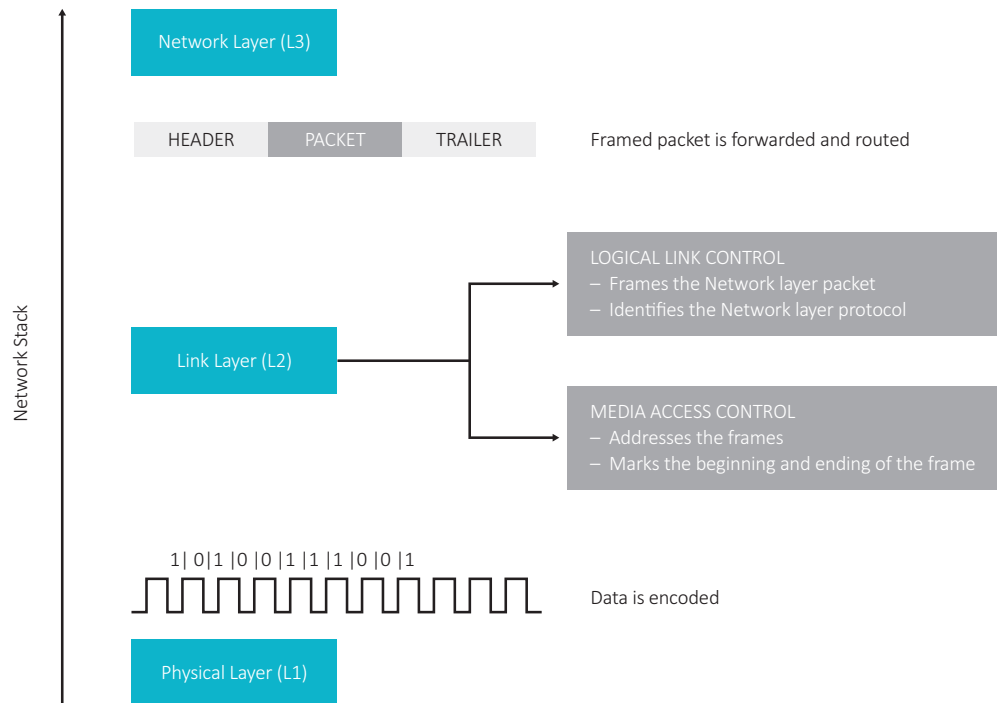 Network Layer (L3)
HEADER PACKET TRAILER
Framed packet is forwarded and routed
LOGICAL LINK CONTROL
– Frames the Network layer packet
– Identifies the Network layer protocol
Network Stack
Link Layer (L2)
MEDIA ACCESS CONTROL
– Addresses the frames
– Marks the beginning and ending of the frame
1| 0|1 |0 |0 |1 |1 |1 |0 |0 |1
Data is encoded
Physical Layer (L1)